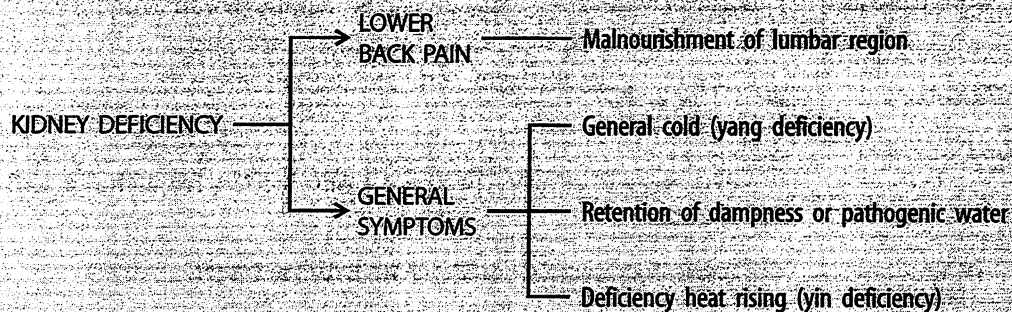 LOWER
BACK PAIN
Malnourishment of lumbar region
KIDNEY DEFICIENCY
General cold (yang deficiency)
GENERAL
SYMPTOMS
Retention of dampness or pathogenic water
Deficiency heat rising (yin deficiency)